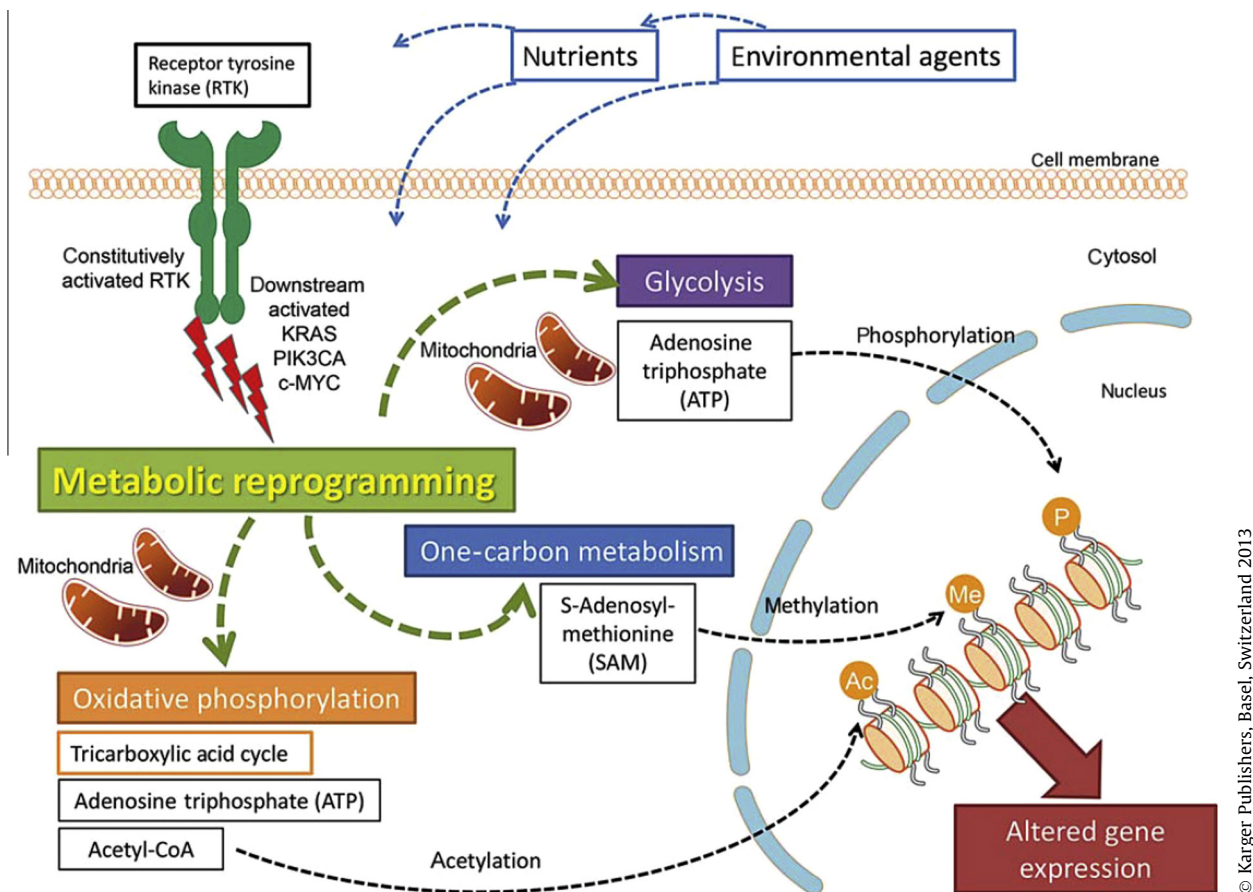 Receptor tyrosine
kinase (RTK)
Nutrients
Environmental agents
Cell membrane
Constitutively
activated RTK
Downstream
activated
KRAS
PIK3CA
c-MYC
Cytosol
Glycolysis
Mitochondria
Adenosine
triphosphate
(ATP)
Phosphorylation
Nucleus
Metabolic reprogramming
P
Mitochondria
One-carbon metabolism
S-Adenosyl-
methionine
(SAM)
Methylation
Me
Ac
Oxidative phosphorylation
Tricarboxylic acid cycle
Adenosine triphosphate (ATP)
Acetyl-CoA
Acetylation
Altered gene
expression
© Karger Publishers, Basel, Switzerland 2013